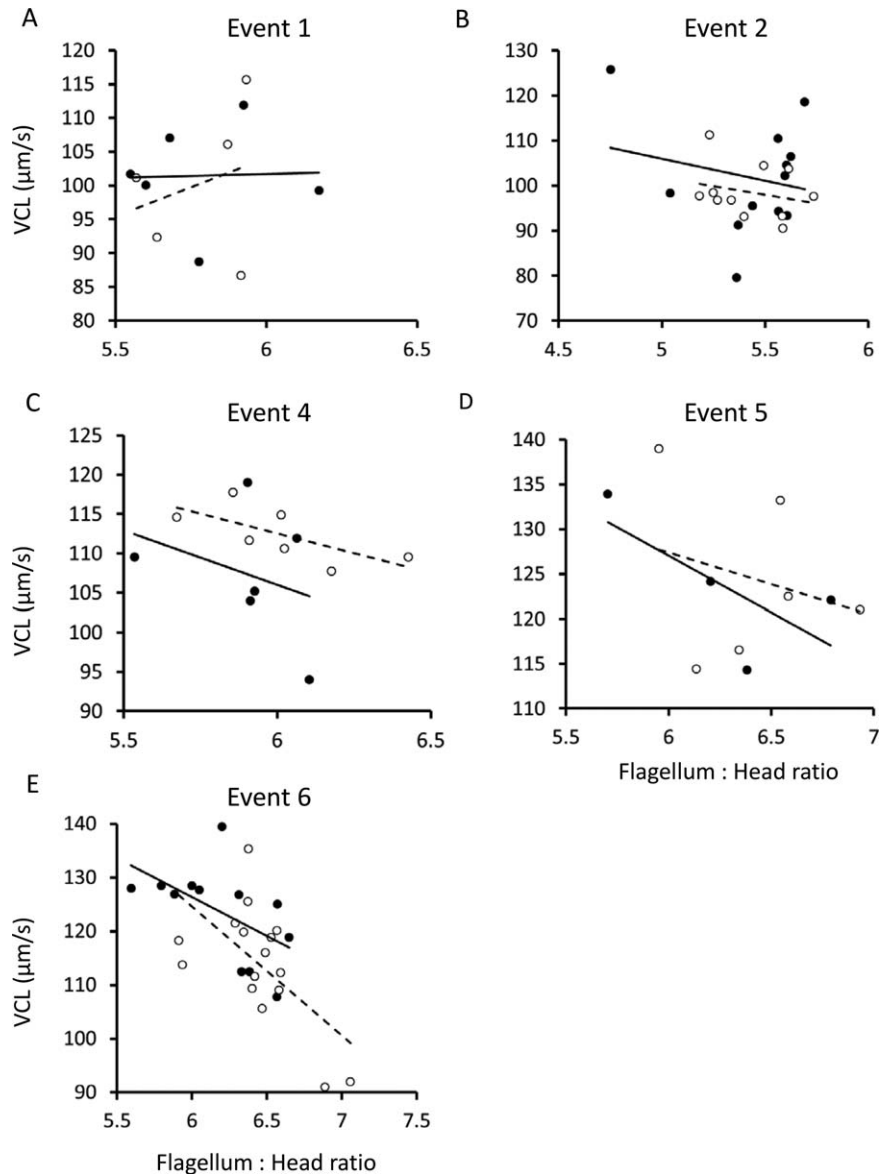 A
Event 1
120
115
110
105
100
95
90
85
80
VCL (µm/s)
5.5 6 6.5
B
Event 2
130
120
110
100
90
80
70
4.5 5 5.5 6
C
Event 4
125
120
115
110
105
100
95
90
VCL (µm/s)
5.5 6 6.5
D
Event 5
140
135
130
125
120
115
110
5.5 6 6.5 7
Flagellum : Head ratio
E
Event 6
140
130
120
110
100
90
VCL (µm/s)
5.5 6 6.5 7 7.5
Flagellum : Head ratio